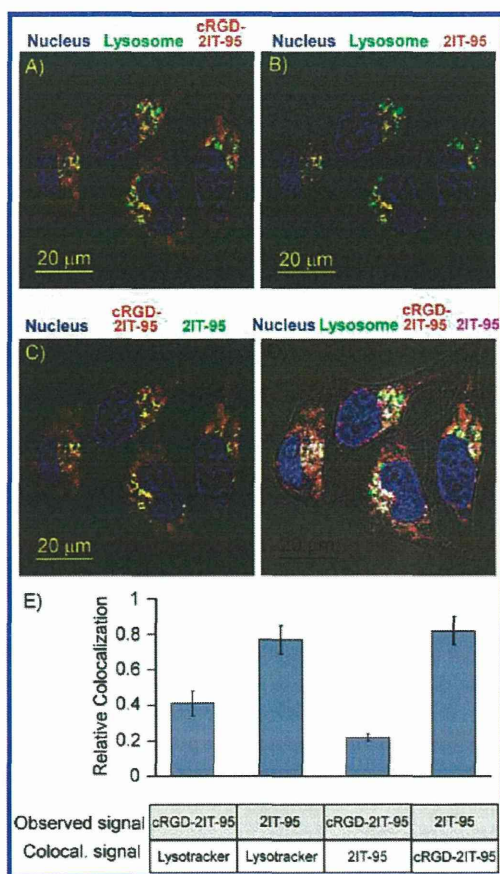 cRGD-
Nucleus Lysosome 2IT-95
Nucleus Lysosome 2IT-95
A)
B)
20 μm
20 μm
cRGD-
Nucleus 2IT-95 2IT-95
cRGD-
Nucleus Lysosome 2IT-95 2IT-95
C)
20 μm
E)
Relative Colocalization
1
0.8
0.6
0.4
0.2
0
Observed signal cRGD-2IT-95 2IT-95 cRGD-2IT-95 2IT-95
Colocal. signal Lysotracker Lysotracker 2IT-95 cRGD-2IT-95